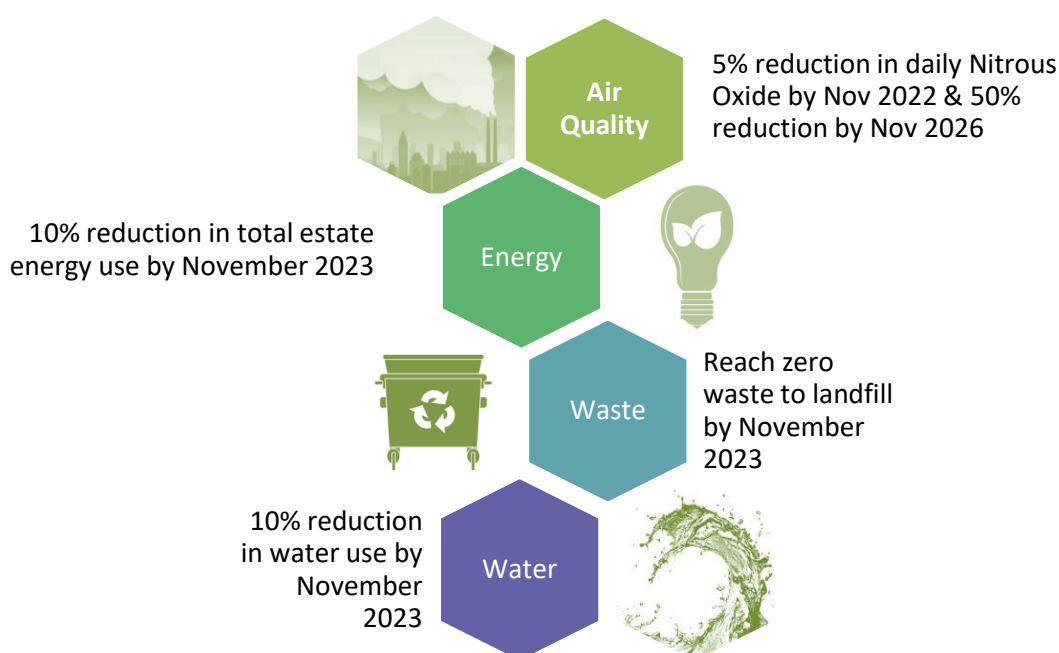 Air
Quality
5% reduction in daily Nitrous
Oxide by Nov 2022 & 50%
reduction by Nov 2026
10% reduction in total estate
energy use by November 2023
Energy
Waste
Reach zero
waste to landfill
by November
2023
10% reduction
in water use by
November
2023
Water